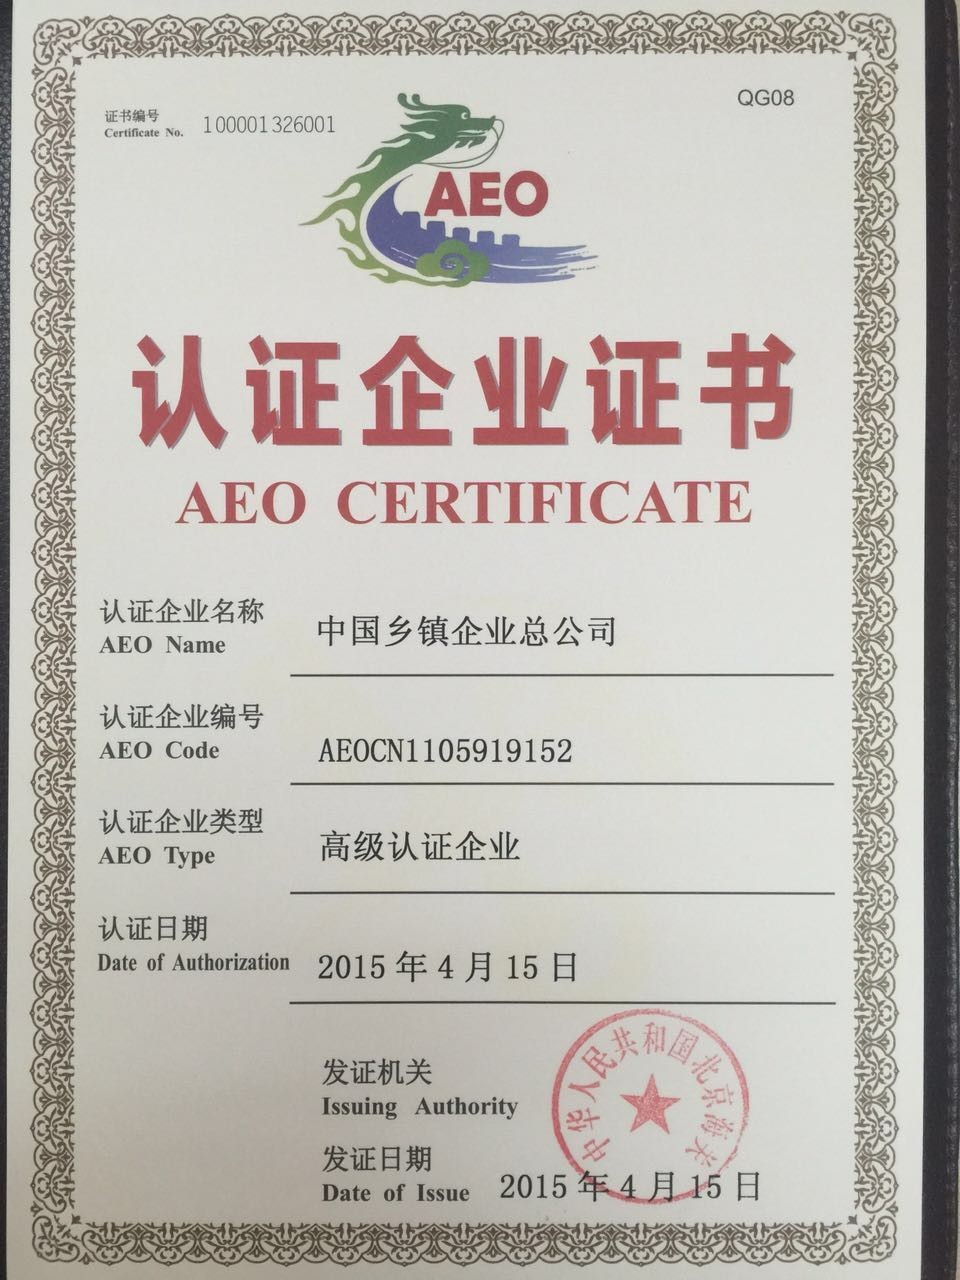 QG08
证书编号
Certificate No. 100001326001
AEO
认证企业证书
AEO CERTIFICATE
认证企业名称
AEO Name
中国乡镇企业总公司
认证企业编号
AEO Code
AEOCN1105919152
认证企业类型
AEO Type
高级认证企业
认证日期
Date of Authorization
2015年4月15日
发证机关
Issuing Authority
中华人民共和国北京海关
发证日期
Date of Issue
2015年4月15日